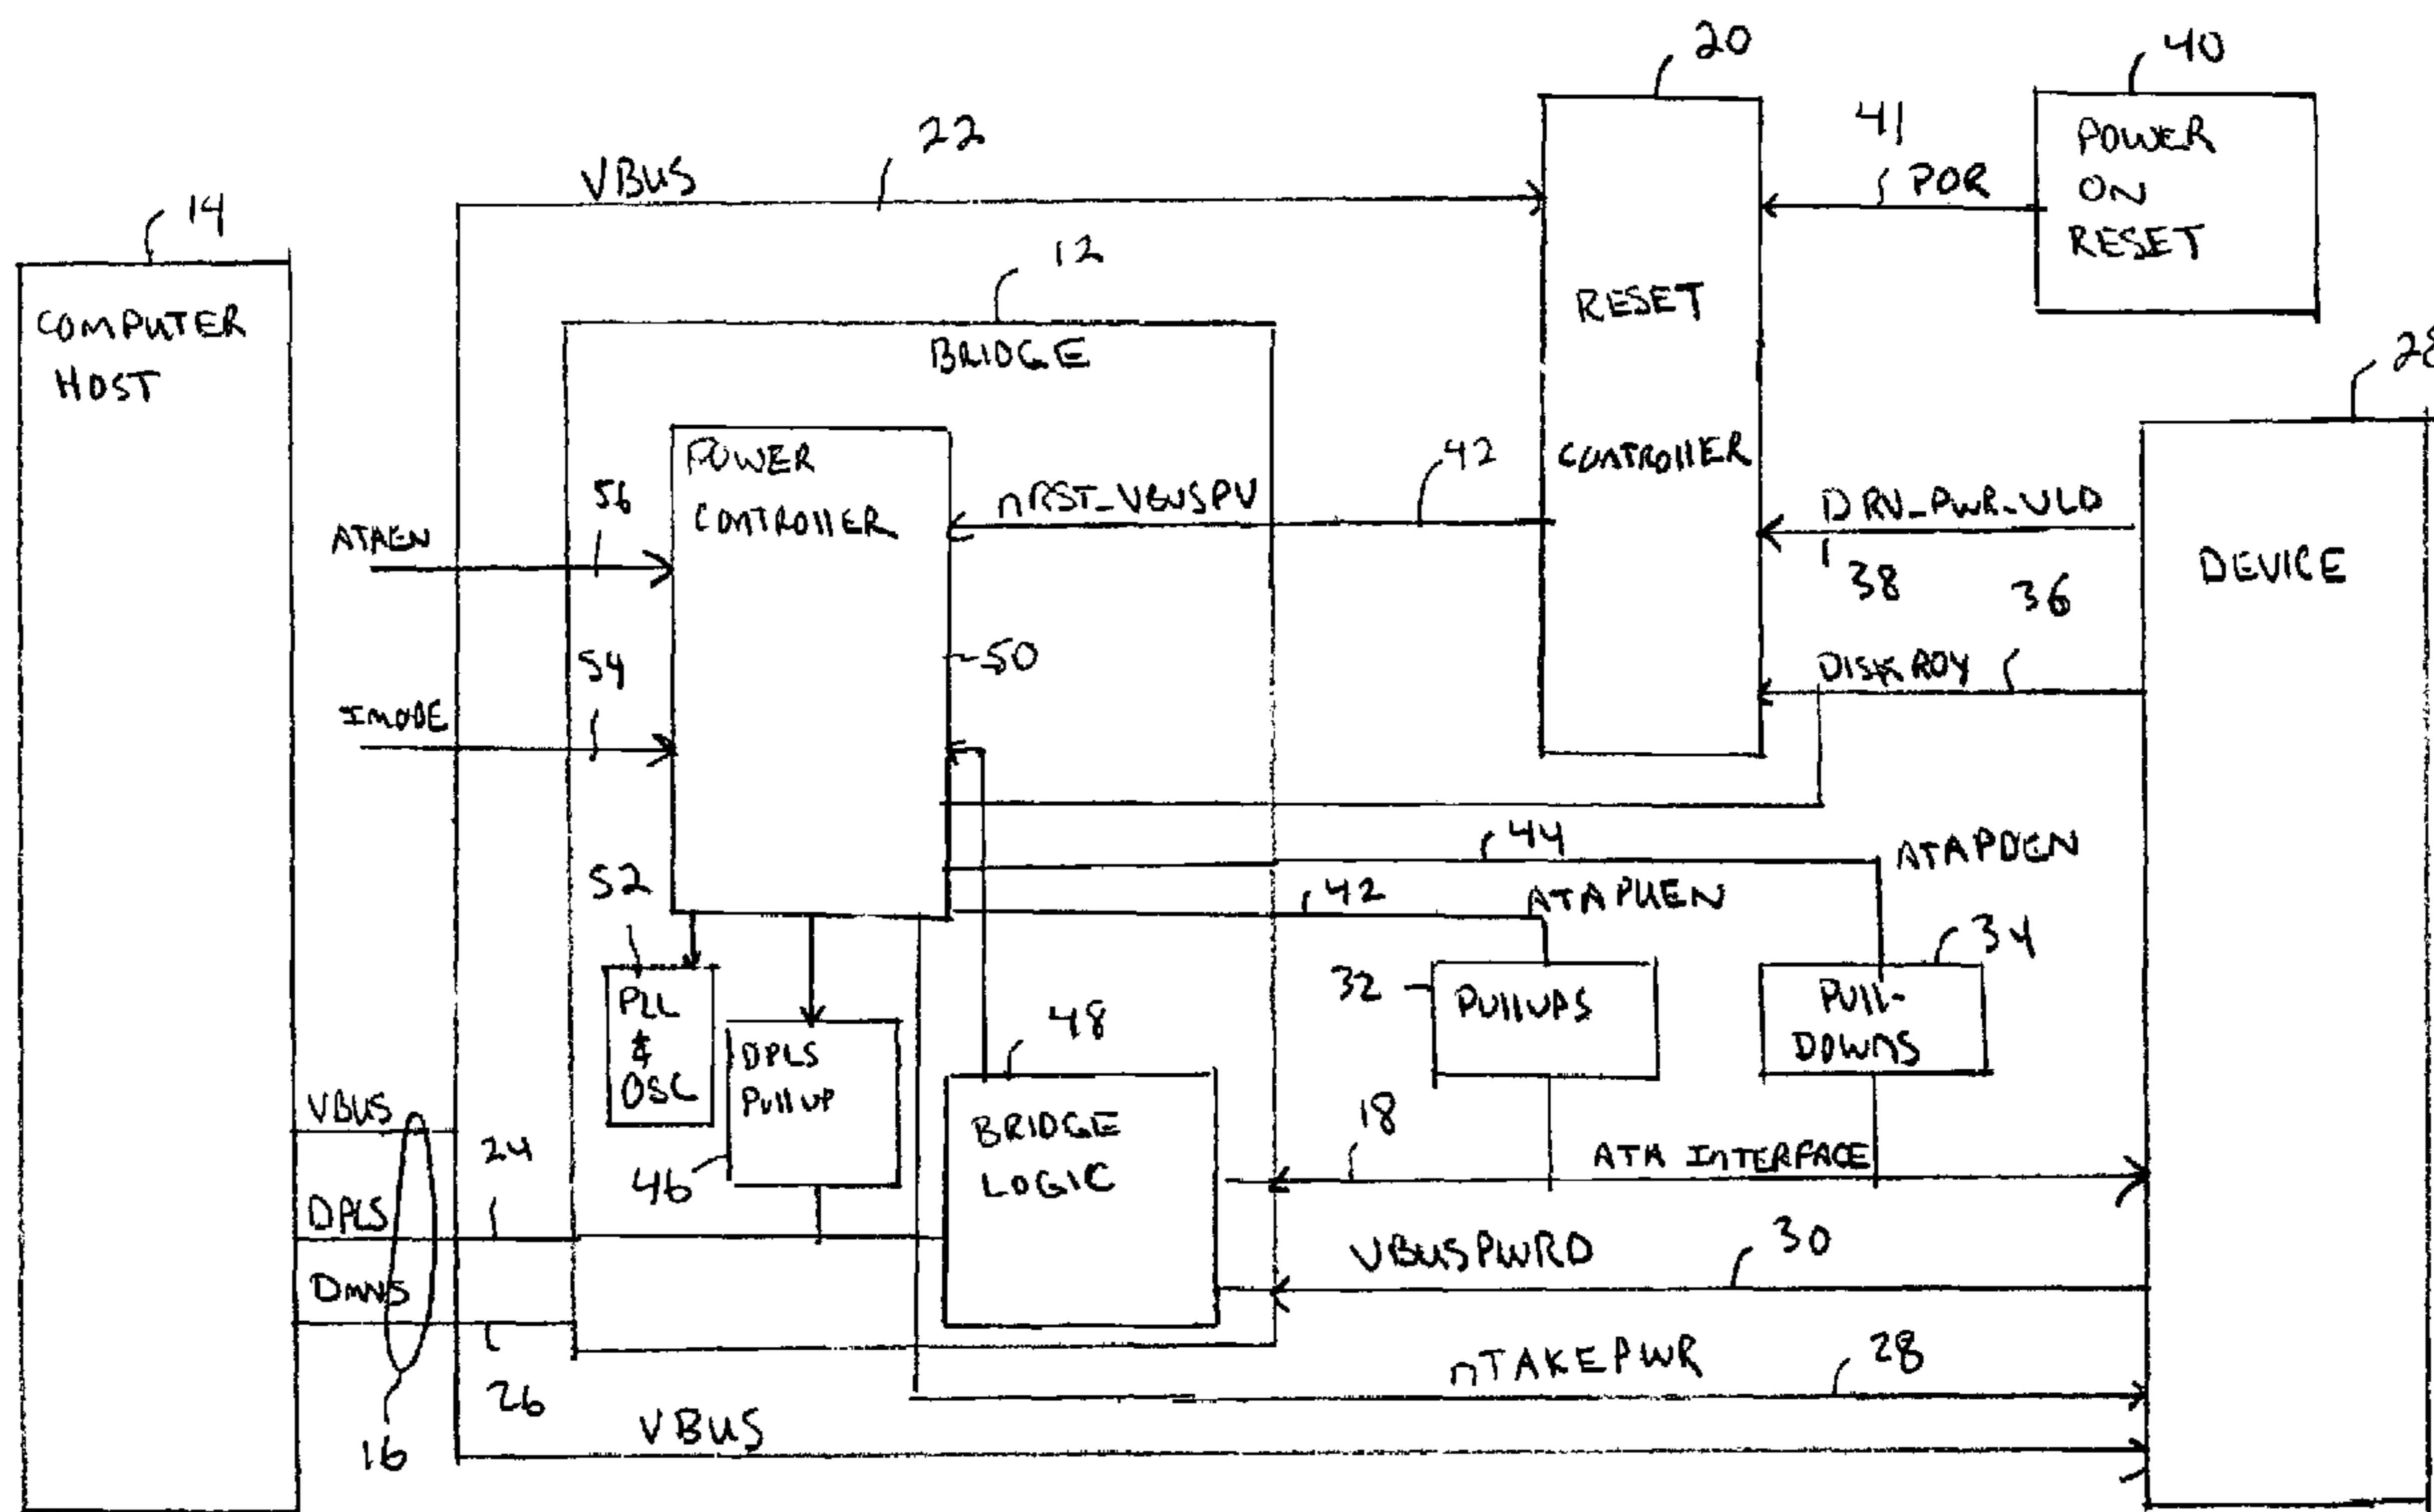 20
40
22
41
POWER
ON
RESET
VBUS
POR
14
12
COMPUTER
HOST
RESET
CONTROLLER
BRIDGE
28
POWER
CONTROLLER
56
42
nRST_VBUSPV
DRV_PWR_VLD
ATAEN
38
36
DEVICE
54
50
DISKRDY
IMODE
44
ATAPDEN
52
42
ATAPUEN
34
32
PLL
&
OSC
PullUPS
Pull-
DOWNS
48
DPLS
Pull UP
VBUS
BRIDGE
LOGIC
18
ATA INTERFACE
24
46
DPLS
VBUSPWRD
30
DMNS
nTAKEPWR
28
26
VBUS
16